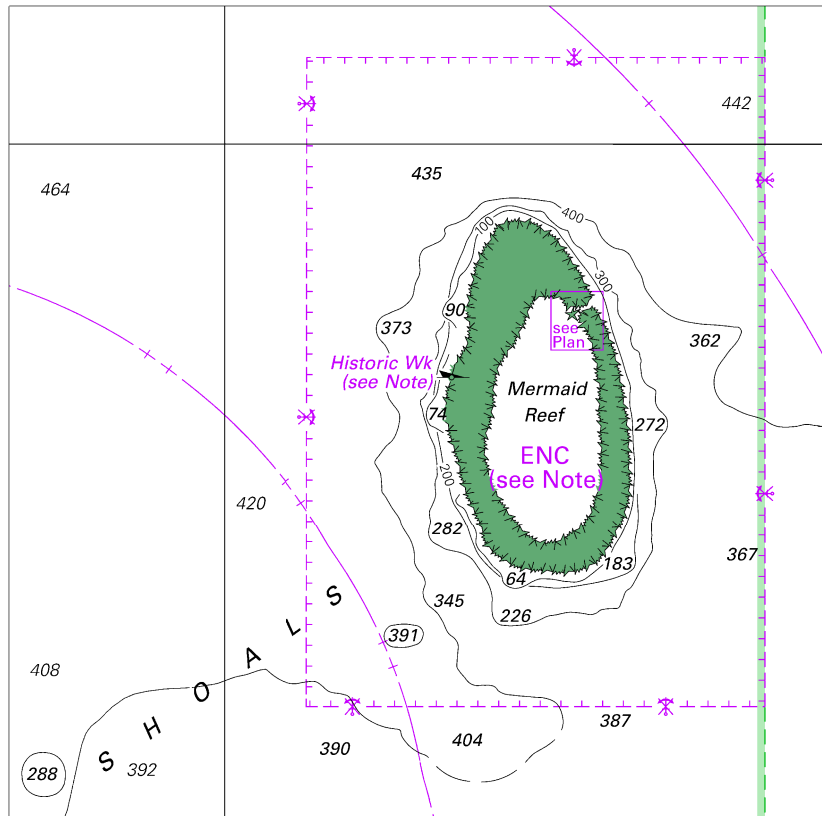 442
435
464
400
100
300
90
373
see
Plan
362
Historic Wk
(see Note)
Mermaid
Reef
74
272
ENC
(see Note)
200
420
282
367
183
64
345
226
391
SHOALS
408
387
404
390
392
288